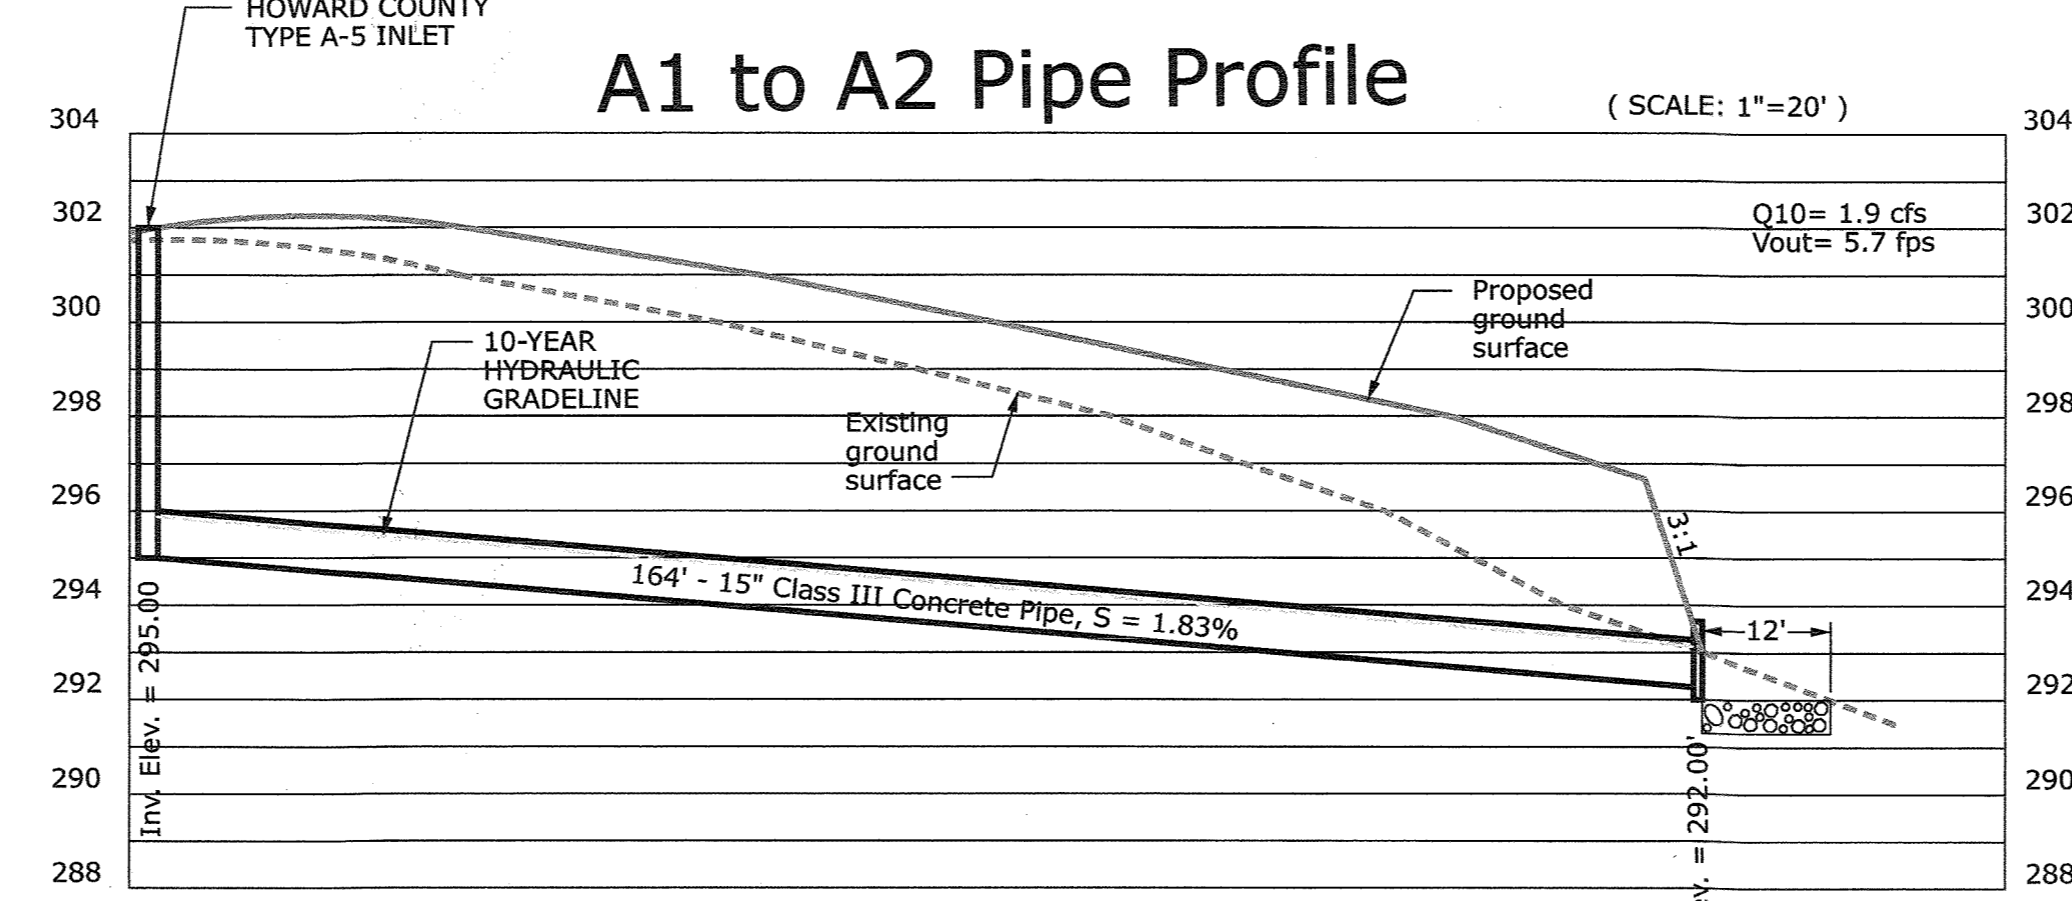 HOWARD COUNTY
TYPE A-5 INLET
A1 to A2 Pipe Profile
( SCALE: 1"=20' )
304
304
302
302
Q10= 1.9 cfs
Vout= 5.7 fps
300
300
Proposed
ground
surface
10-YEAR
HYDRAULIC
GRADELINE
298
298
Existing
ground
surface
296
296
3:1
294
294
164' - 15" Class III Concrete Pipe, S = 1.83%
12'
292
292
Inv. Elev. = 295.00
290
290
ev. = 292.00'
288
288